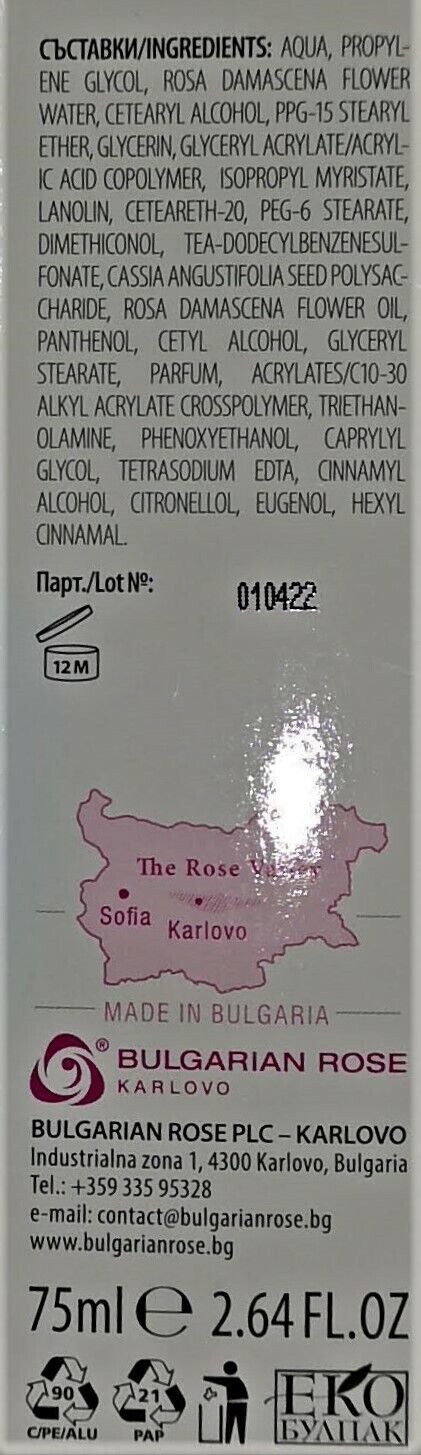 СЪСТАВКИ/INGREDIENTS: AQUA, PROPYL-
ENE GLYCOL, ROSA DAMASCENA FLOWER
WATER, CETEARYL ALCOHOL, PPG-15 STEARYL
ETHER, GLYCERIN, GLYCERYL ACRYLATE/ACRYL-
IC ACID COPOLYMER, ISOPROPYL MYRISTATE,
LANOLIN, CETEARETH-20, PEG-6 STEARATE,
DIMETHICONOL, TEA-DODECYLBENZENESUL-
FONATE, CASSIA ANGUSTIFOLIA SEED POLYSAC-
CHARIDE, ROSA DAMASCENA FLOWER OIL,
PANTHENOL, CETYL ALCOHOL, GLYCERYL
STEARATE, PARFUM, ACRYLATES/C10-30
ALKYL ACRYLATE CROSSPOLYMER, TRIETHAN-
OLAMINE, PHENOXYETHANOL, CAPRYLYL
GLYCOL, TETRASODIUM EDTA, CINNAMYL
ALCOHOL, CITRONELLOL, EUGENOL, HEXYL
CINNAMAL.
Парт./Lot №: 010422
12 M
The Rose Valley
Sofia
Karlovo
MADE IN BULGARIA
® BULGARIAN ROSE
KARLOVO
BULGARIAN ROSE PLC – KARLOVO
Industrialna zona 1, 4300 Karlovo, Bulgaria
Tel.: +359 335 95328
e-mail: contact@bulgarianrose.bg
www.bulgarianrose.bg
75ml e 2.64 FL.OZ
90
C/PE/ALU
21
PAP
ЕКО
БУЛПАК